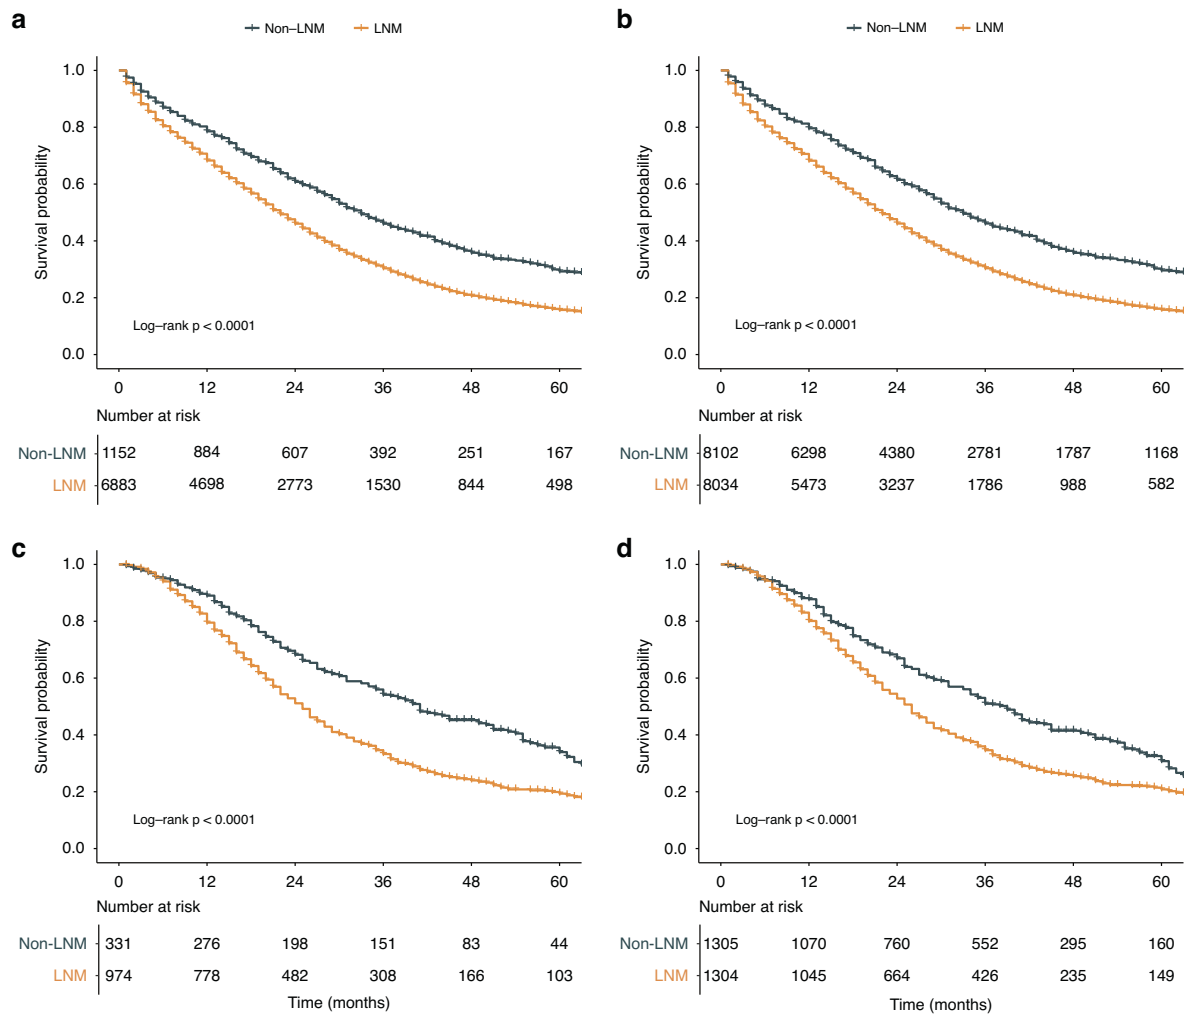 a
Non–LNM LNM
Survival probability
1.0
0.8
0.6
0.4
0.2
0.0
Log–rank p < 0.0001
0 12 24 36 48 60
Number at risk
Non-LNM 1152 884 607 392 251 167
LNM 6883 4698 2773 1530 844 498
b
Non–LNM LNM
Survival probability
1.0
0.8
0.6
0.4
0.2
0.0
Log–rank p < 0.0001
0 12 24 36 48 60
Number at risk
Non-LNM 8102 6298 4380 2781 1787 1168
LNM 8034 5473 3237 1786 988 582
c
Survival probability
1.0
0.8
0.6
0.4
0.2
0.0
Log–rank p < 0.0001
0 12 24 36 48 60
Number at risk
Non-LNM 331 276 198 151 83 44
LNM 974 778 482 308 166 103
Time (months)
d
Survival probability
1.0
0.8
0.6
0.4
0.2
0.0
Log–rank p < 0.0001
0 12 24 36 48 60
Number at risk
Non-LNM 1305 1070 760 552 295 160
LNM 1304 1045 664 426 235 149
Time (months)